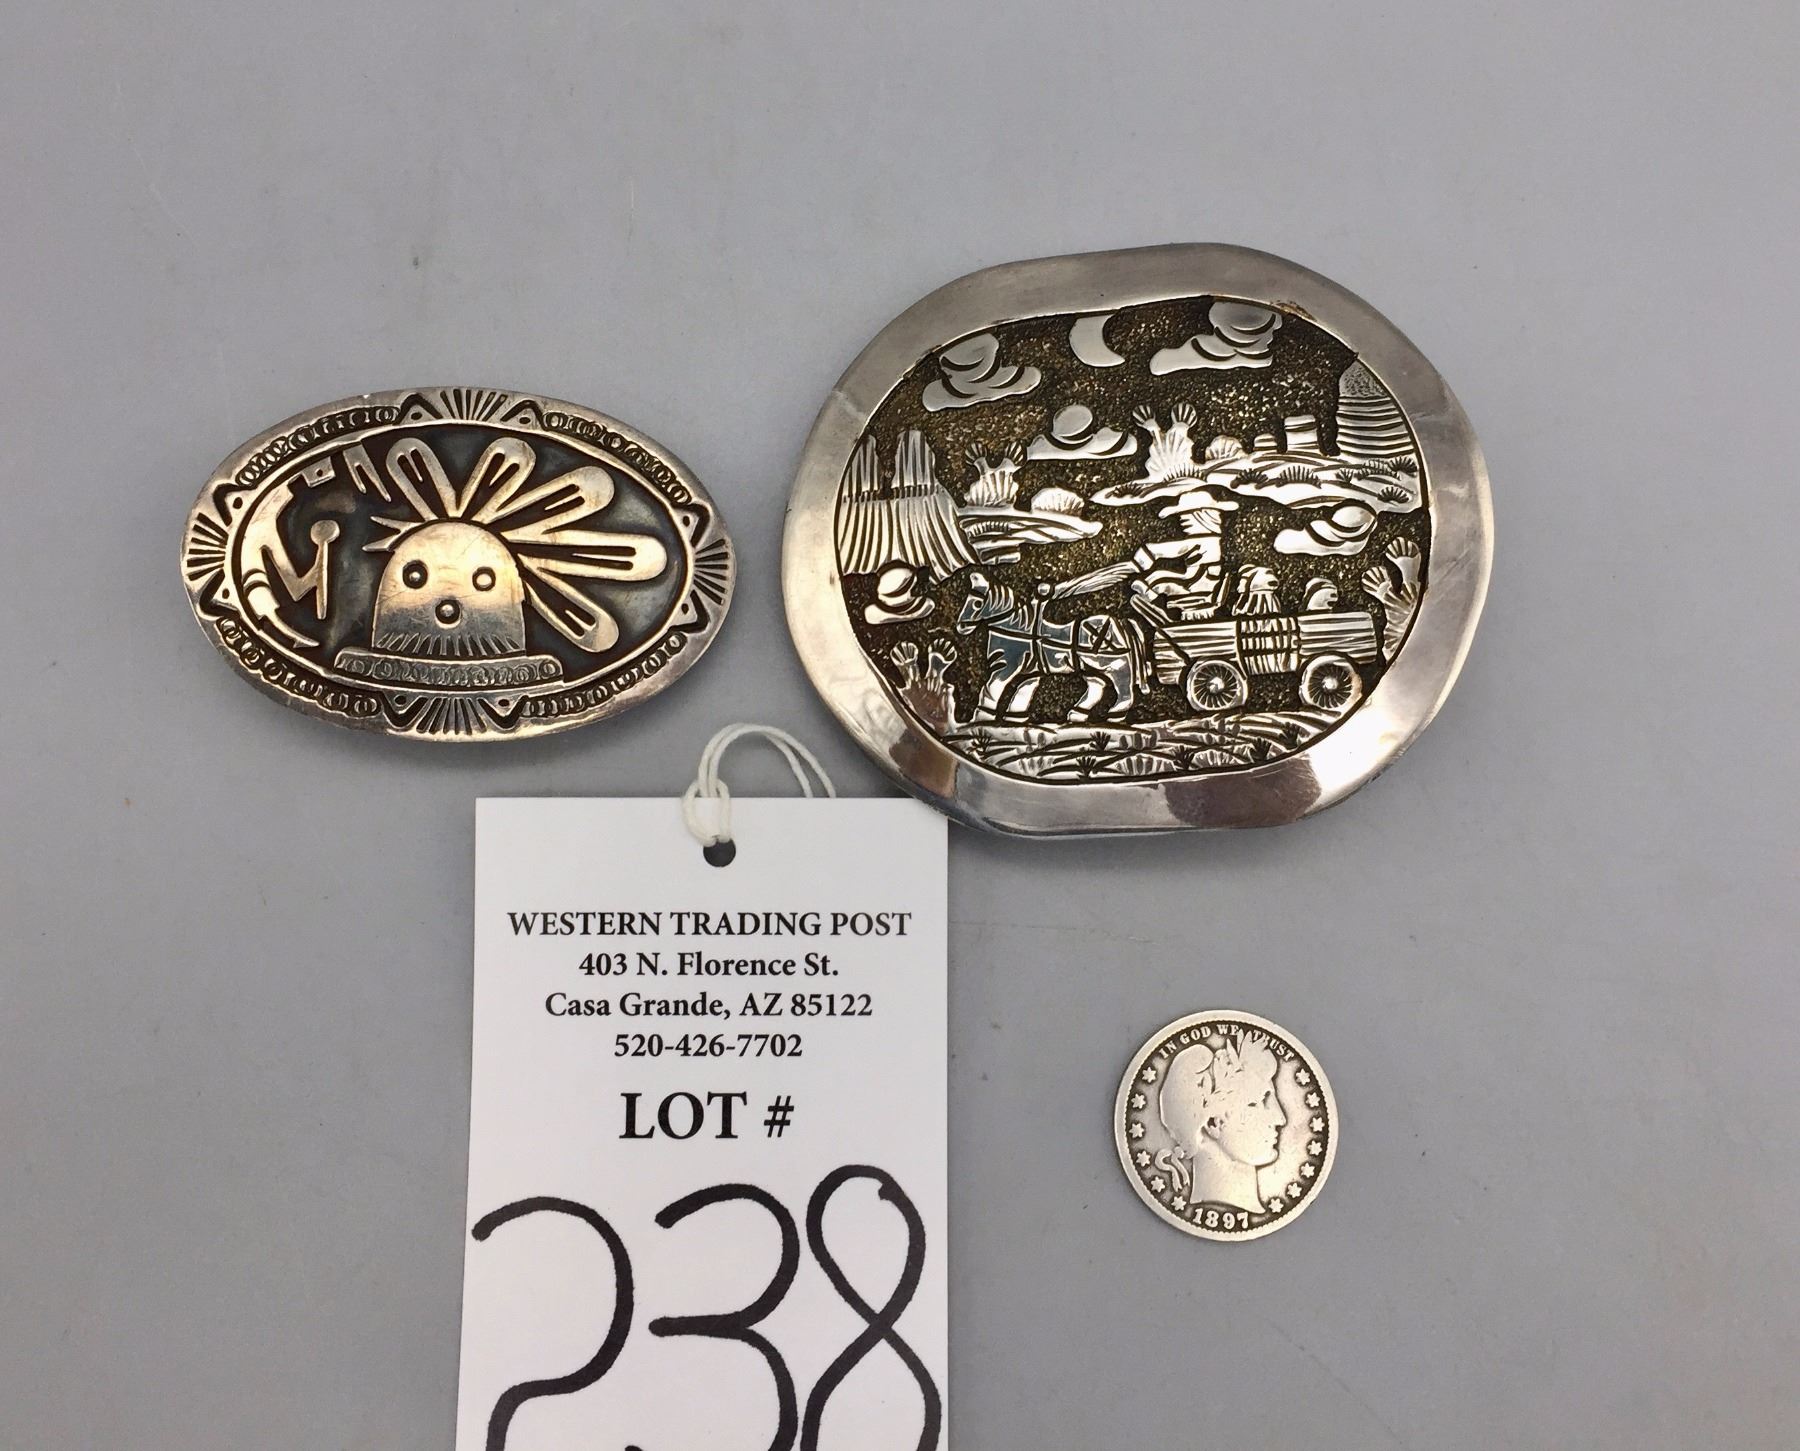 WESTERN TRADING POST
403 N. Florence St.
Casa Grande, AZ 85122
520-426-7702
LOT #
238
IN GOD WE TRUST
1897